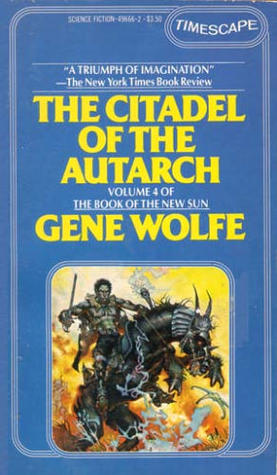 SCIENCE FICTION-49666-2-$3.50
TIMESCAPE
"A TRIUMPH OF IMAGINATION"
—The New York Times Book Review
THE CITADEL
OF THE
AUTARCH
VOLUME 4 OF
THE BOOK OF THE NEW SUN
GENE WOLFE